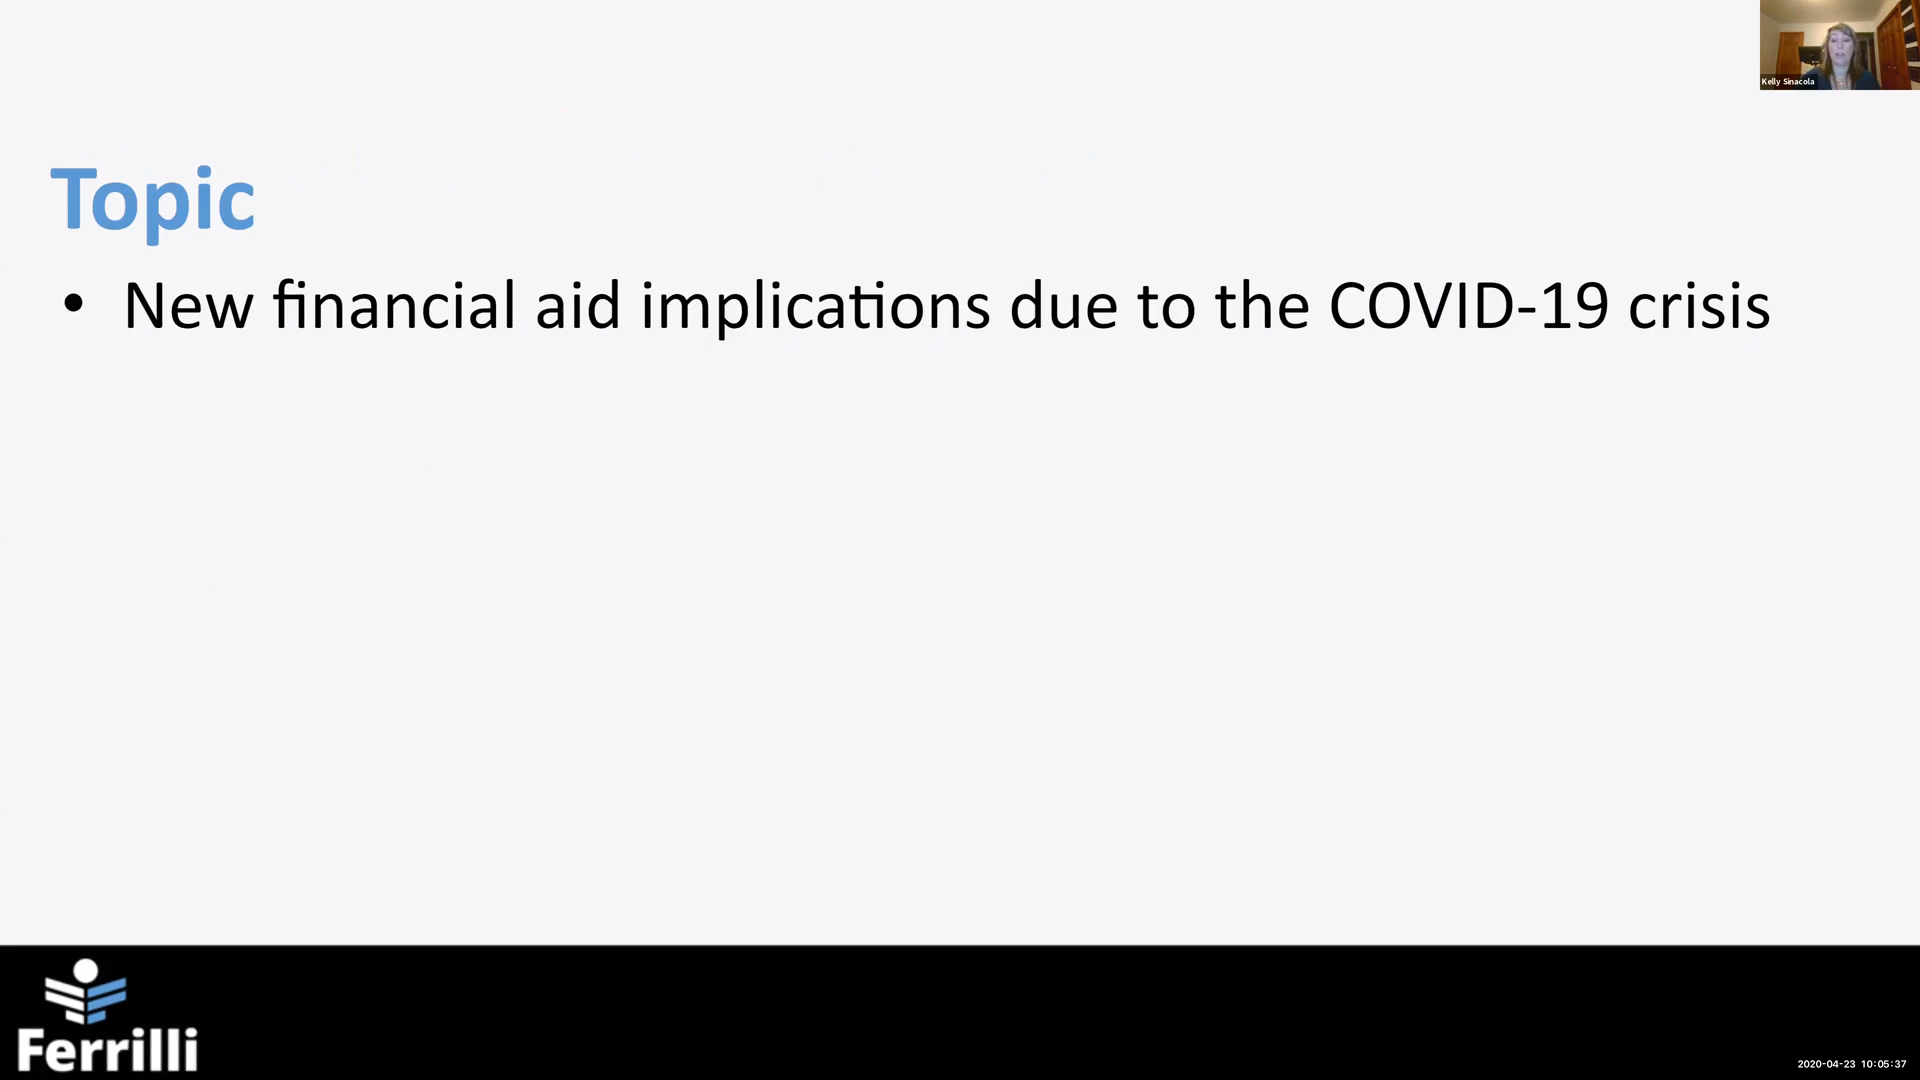 Kelly Sinacola
Topic
• New financial aid implications due to the COVID-19 crisis
Ferrilli
2020-04-23 10:05:37